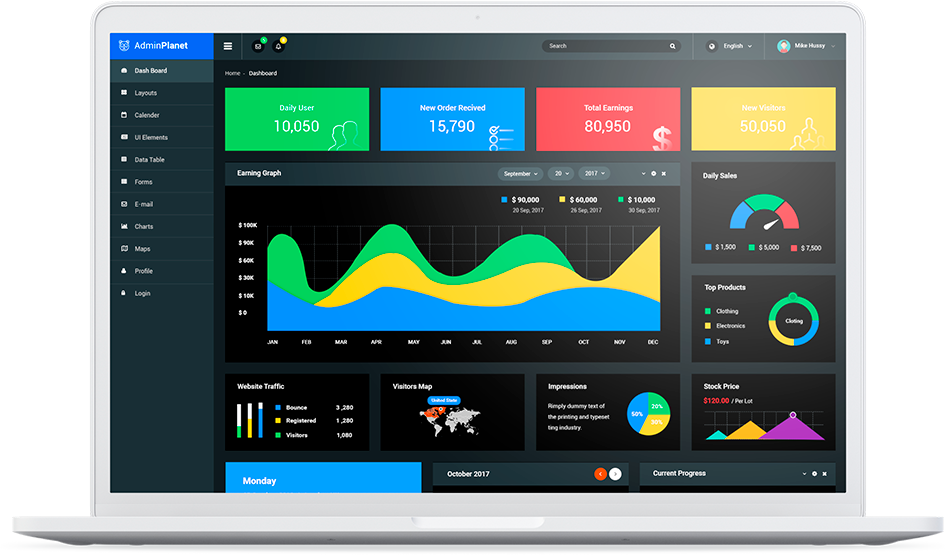 AdminPlanet
Search
English
Mike Hussy
Dash Board
Layouts
Calender
UI Elements
Data Table
Forms
E-mail
Charts
Maps
Profile
Login
Home - Dashboard
Daily User
10,050
New Order Recived
15,790
Total Earnings
80,950
New Visitors
50,050
Earning Graph
September
20
2017
$ 90,000
20 Sep, 2017
$ 60,000
26 Sep, 2017
$ 10,000
30 Sep, 2017
$ 100K
$ 90K
$ 60K
$ 30K
$ 10K
$ 0
JAN FEB MAR APR MAY JUN JUL AUG SEP OCT NOV DEC
Daily Sales
$ 1,500 $ 5,000 $ 7,500
Top Products
Clothing
Electronics
Toys
Cloting
Website Traffic
Bounce 3 ,280
Registered 1 ,280
Visitors 1,080
Visitors Map
United State
Impressions
Rimply dummy text of
the printing and typeset
ting industry.
50%
20%
30%
Stock Price
$120.00 / Per Lot
Monday
October 2017
Current Progress